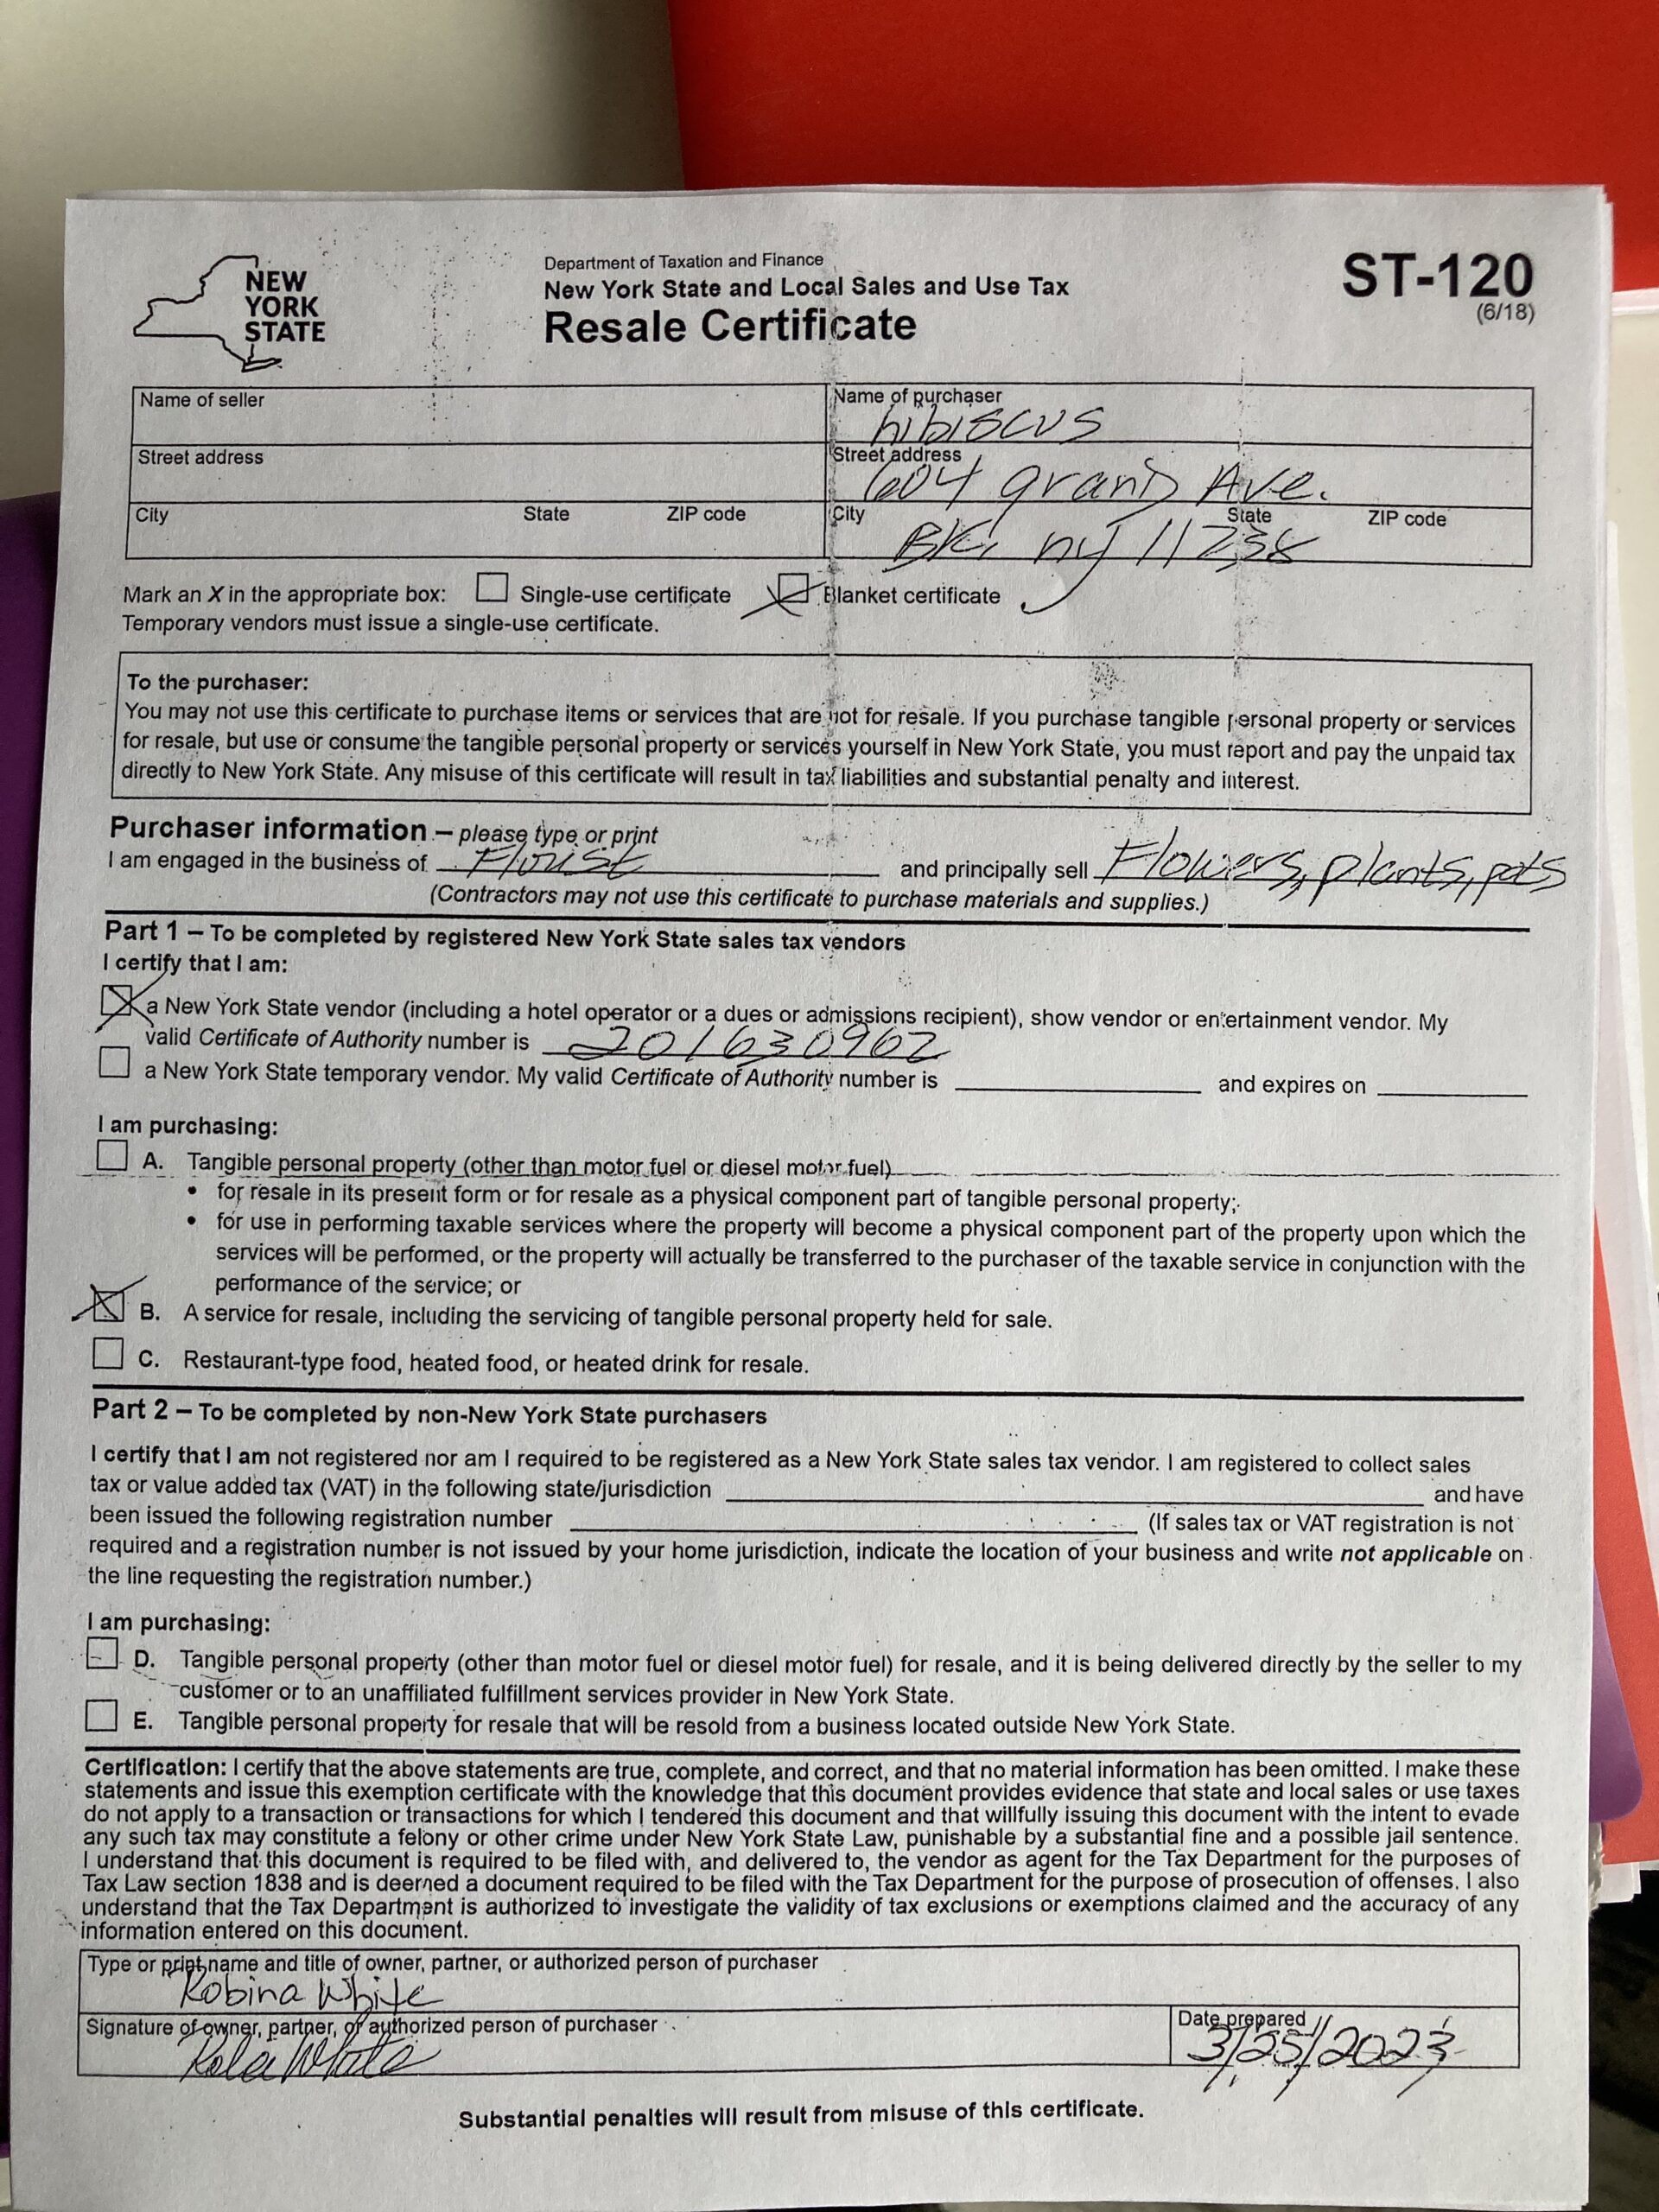 NEW
YORK
STATE
Department of Taxation and Finance
New York State and Local Sales and Use Tax
Resale Certificate
ST-120
(6/18)
Name of seller
Name of purchaser
hibiscus
Street address
Street address
604 grand Ave.
City State ZIP code
City State ZIP code
BK, ny 11238
Mark an X in the appropriate box: Single-use certificate Blanket certificate
Temporary vendors must issue a single-use certificate.
To the purchaser:
You may not use this certificate to purchase items or services that are not for resale. If you purchase tangible personal property or services
for resale, but use or consume the tangible personal property or services yourself in New York State, you must report and pay the unpaid tax
directly to New York State. Any misuse of this certificate will result in tax liabilities and substantial penalty and interest.
Purchaser information – please type or print
I am engaged in the business of Florist and principally sell Flowers, plants, pots
(Contractors may not use this certificate to purchase materials and supplies.)
Part 1 – To be completed by registered New York State sales tax vendors
I certify that I am:
a New York State vendor (including a hotel operator or a dues or admissions recipient), show vendor or entertainment vendor. My
valid Certificate of Authority number is 201630962
a New York State temporary vendor. My valid Certificate of Authority number is and expires on
I am purchasing:
A. Tangible personal property (other than motor fuel or diesel motor fuel)
• for resale in its present form or for resale as a physical component part of tangible personal property;
• for use in performing taxable services where the property will become a physical component part of the property upon which the
services will be performed, or the property will actually be transferred to the purchaser of the taxable service in conjunction with the
performance of the service; or
B. A service for resale, including the servicing of tangible personal property held for sale.
C. Restaurant-type food, heated food, or heated drink for resale.
Part 2 – To be completed by non-New York State purchasers
I certify that I am not registered nor am I required to be registered as a New York State sales tax vendor. I am registered to collect sales
tax or value added tax (VAT) in the following state/jurisdiction and have
been issued the following registration number (If sales tax or VAT registration is not
required and a registration number is not issued by your home jurisdiction, indicate the location of your business and write not applicable on
the line requesting the registration number.)
I am purchasing:
D. Tangible personal property (other than motor fuel or diesel motor fuel) for resale, and it is being delivered directly by the seller to my
customer or to an unaffiliated fulfillment services provider in New York State.
E. Tangible personal property for resale that will be resold from a business located outside New York State.
Certification: I certify that the above statements are true, complete, and correct, and that no material information has been omitted. I make these
statements and issue this exemption certificate with the knowledge that this document provides evidence that state and local sales or use taxes
do not apply to a transaction or transactions for which I tendered this document and that willfully issuing this document with the intent to evade
any such tax may constitute a felony or other crime under New York State Law, punishable by a substantial fine and a possible jail sentence.
I understand that this document is required to be filed with, and delivered to, the vendor as agent for the Tax Department for the purposes of
Tax Law section 1838 and is deemed a document required to be filed with the Tax Department for the purpose of prosecution of offenses. I also
understand that the Tax Department is authorized to investigate the validity of tax exclusions or exemptions claimed and the accuracy of any
information entered on this document.
Type or print name and title of owner, partner, or authorized person of purchaser
Robina White
Signature of owner, partner, or authorized person of purchaser
Date prepared
3/25/2023
Substantial penalties will result from misuse of this certificate.